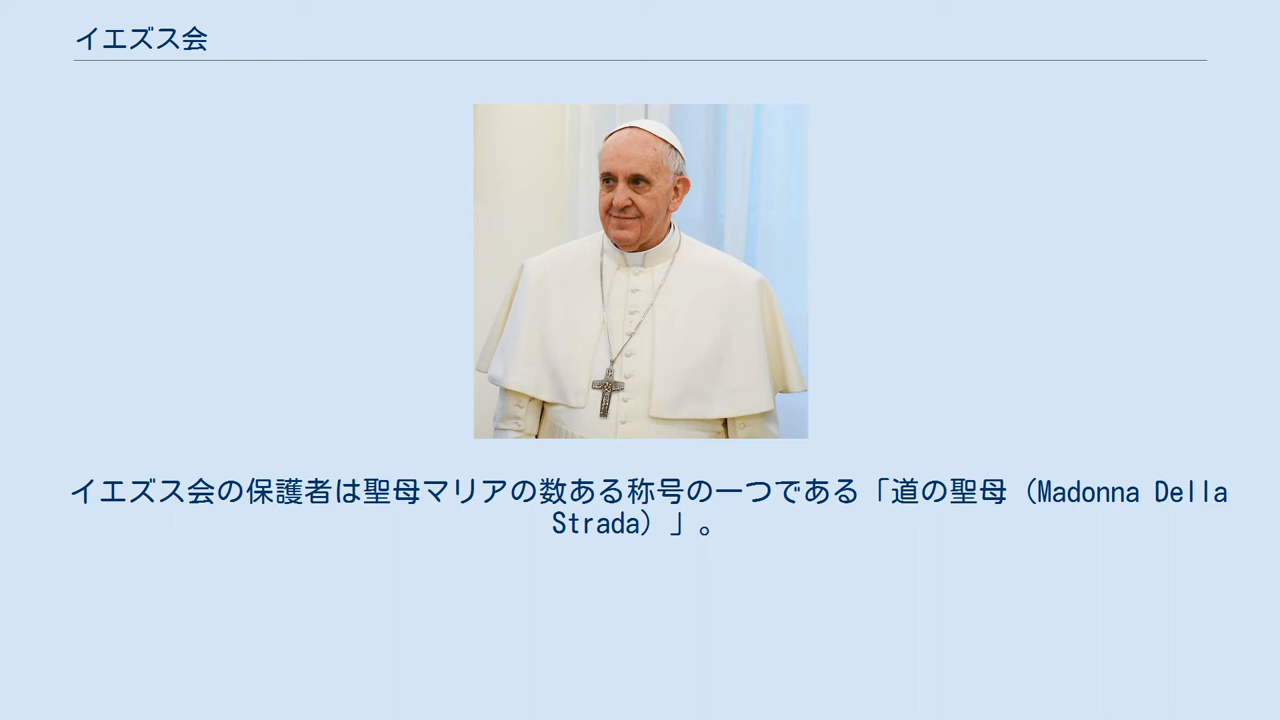 イエズス会
イエズス会の保護者は聖母マリアの数ある称号の一つである「道の聖母（Madonna Della
Strada）」。